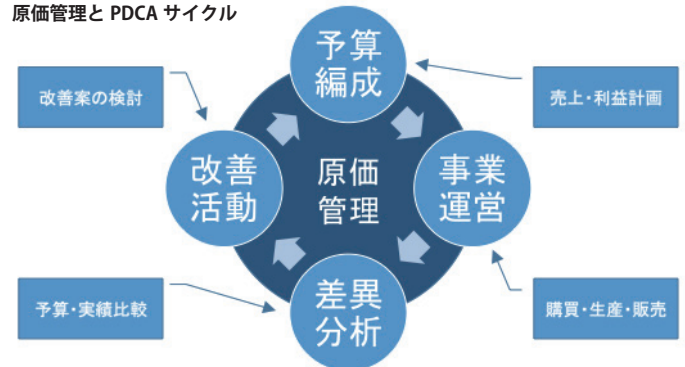 原価管理と PDCA サイクル
予算
編成
改善案の検討
売上・利益計画
改善
活動
原価
管理
事業
運営
差異
分析
予算・実績比較
購買・生産・販売